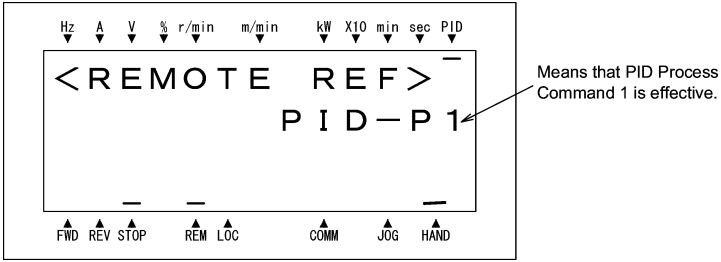 Hz A V % r/min m/min kW X10 min sec PID
<REMOTE REF>
PID-P1
FWD REV STOP REM LOC COMM JOG HAND
Means that PID Process
Command 1 is effective.